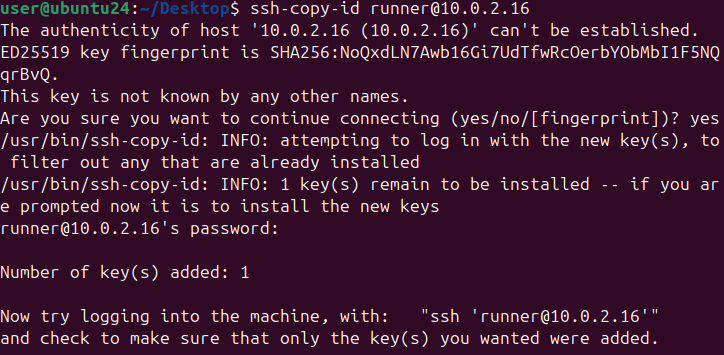 user@ubuntu24:~/Desktop$ ssh-copy-id runner@10.0.2.16
The authenticity of host '10.0.2.16 (10.0.2.16)' can't be established.
ED25519 key fingerprint is SHA256:NoQxdLN7Awb16Gi7UdTfwRcOerbYObMbI1F5NQ
qrBvQ.
This key is not known by any other names.
Are you sure you want to continue connecting (yes/no/[fingerprint])? yes
/usr/bin/ssh-copy-id: INFO: attempting to log in with the new key(s), to
 filter out any that are already installed
/usr/bin/ssh-copy-id: INFO: 1 key(s) remain to be installed -- if you ar
e prompted now it is to install the new keys
runner@10.0.2.16's password:
Number of key(s) added: 1
Now try logging into the machine, with:   "ssh 'runner@10.0.2.16'"
and check to make sure that only the key(s) you wanted were added.